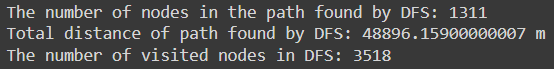 The number of nodes in the path found by DFS: 1311
Total distance of path found by DFS: 48896.15900000007 m
The number of visited nodes in DFS: 3518